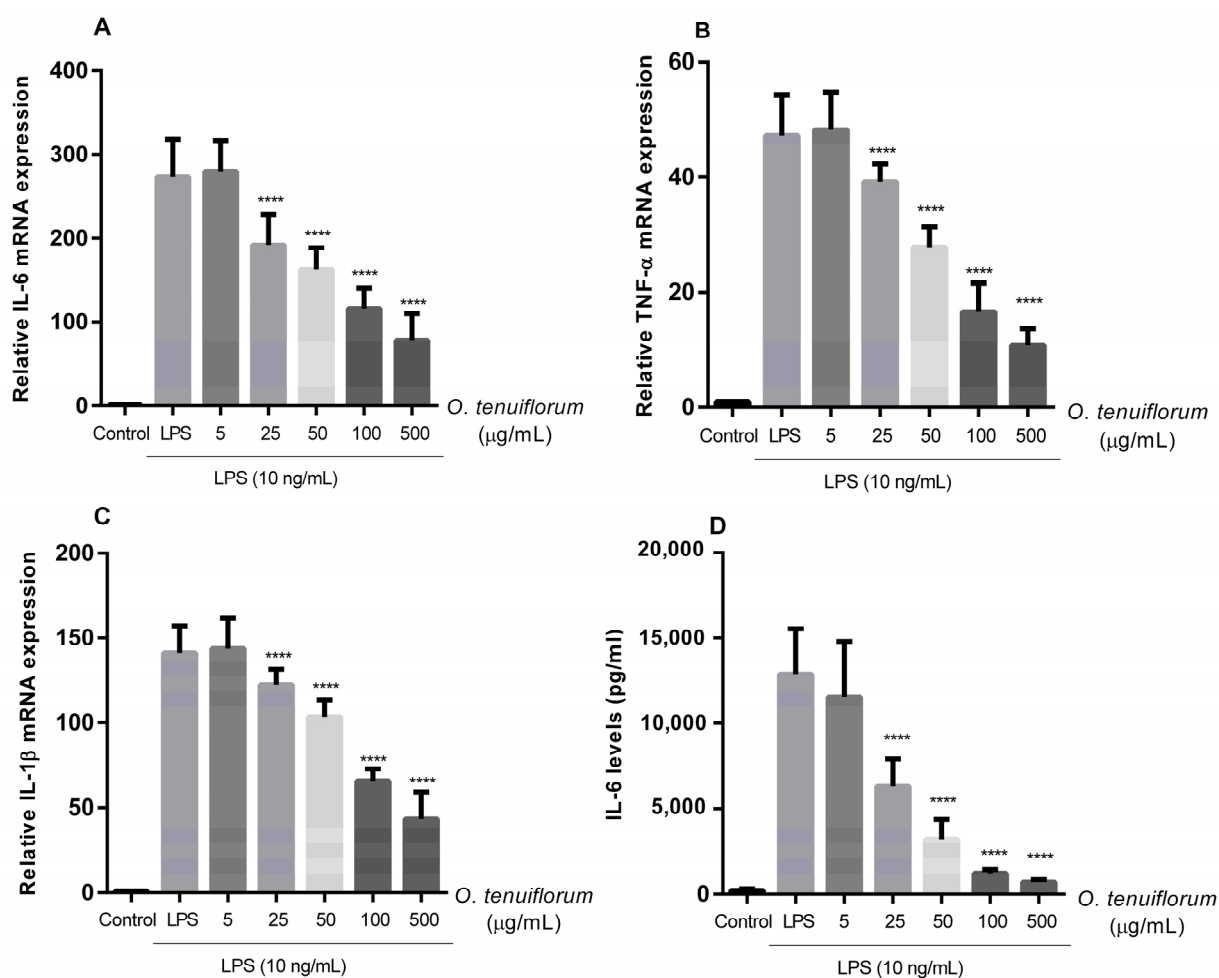 A
Relative IL-6 mRNA expression
400
300
200
100
0
**** **** **** ****
Control LPS 5 25 50 100 500
O. tenuiflorum
(μg/mL)
LPS (10 ng/mL)
B
Relative TNF-α mRNA expression
60
40
20
0
**** **** **** ****
Control LPS 5 25 50 100 500
O. tenuiflorum
(μg/mL)
LPS (10 ng/mL)
C
Relative IL-1β mRNA expression
200
150
100
50
0
**** **** **** ****
Control LPS 5 25 50 100 500
O. tenuiflorum
(μg/mL)
LPS (10 ng/mL)
D
IL-6 levels (pg/ml)
20,000
15,000
10,000
5,000
0
**** **** **** ****
Control LPS 5 25 50 100 500
O. tenuiflorum
(μg/mL)
LPS (10 ng/mL)